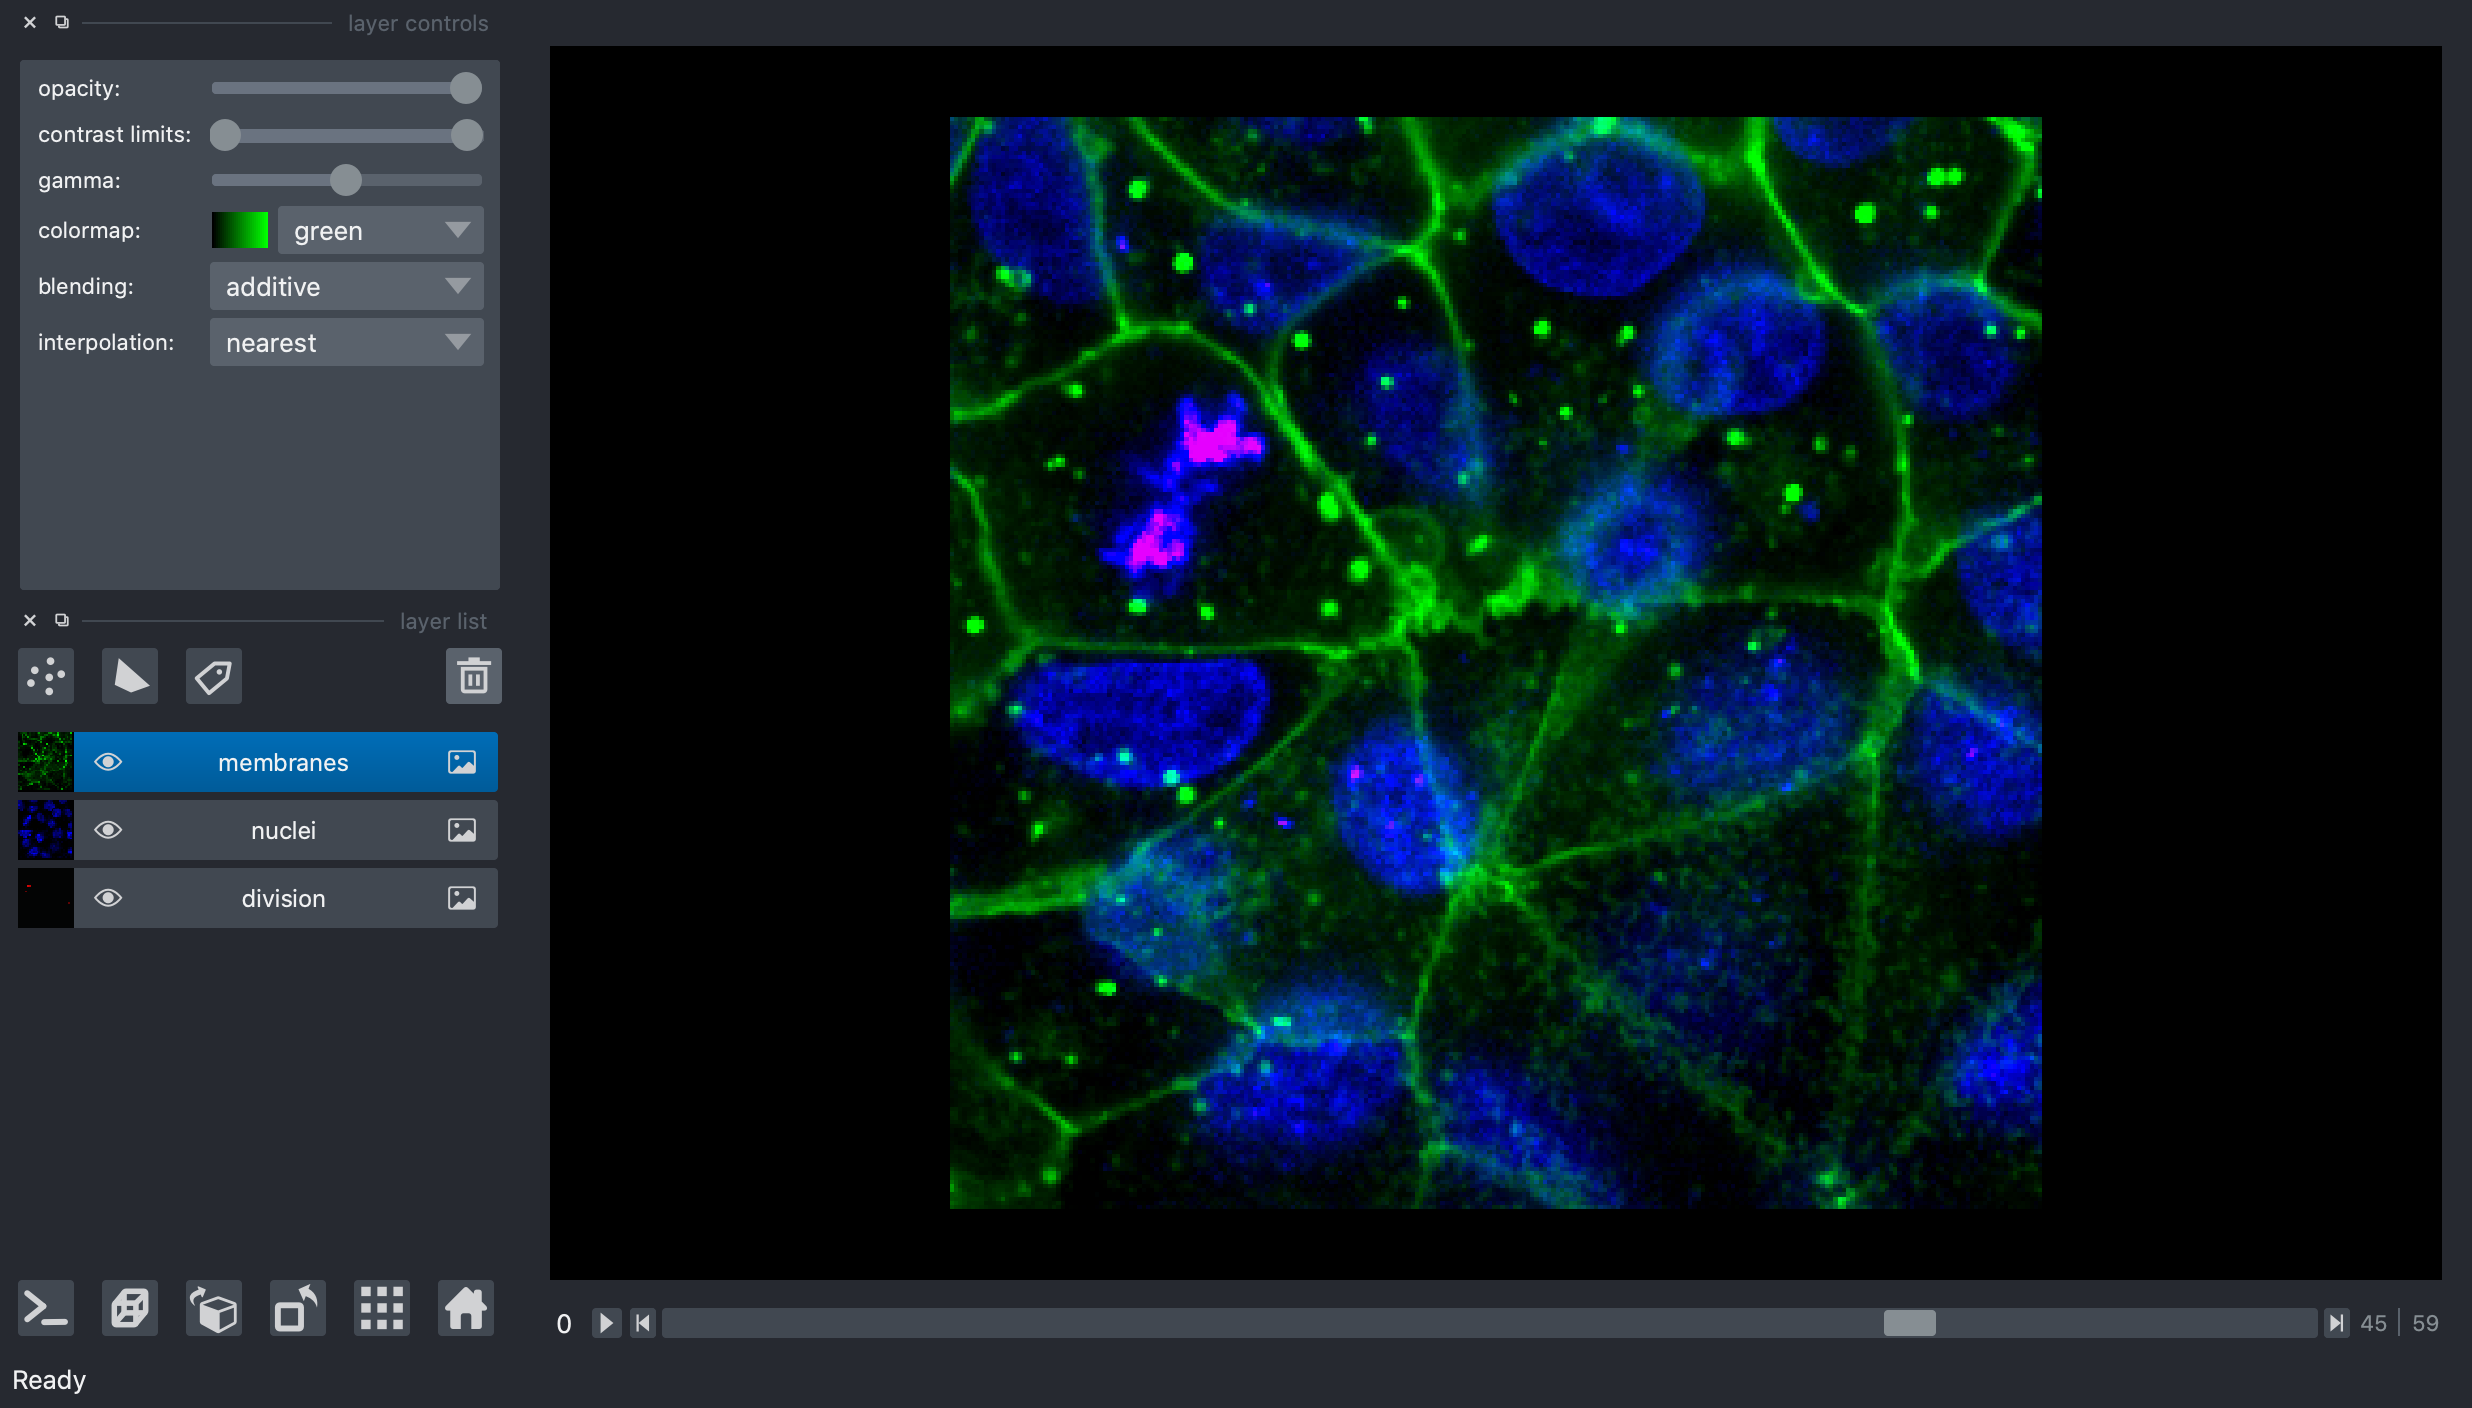 layer controls
opacity:
contrast limits:
gamma:
colormap: green
blending: additive
interpolation: nearest
layer list
membranes
nuclei
division
0 45 59
Ready